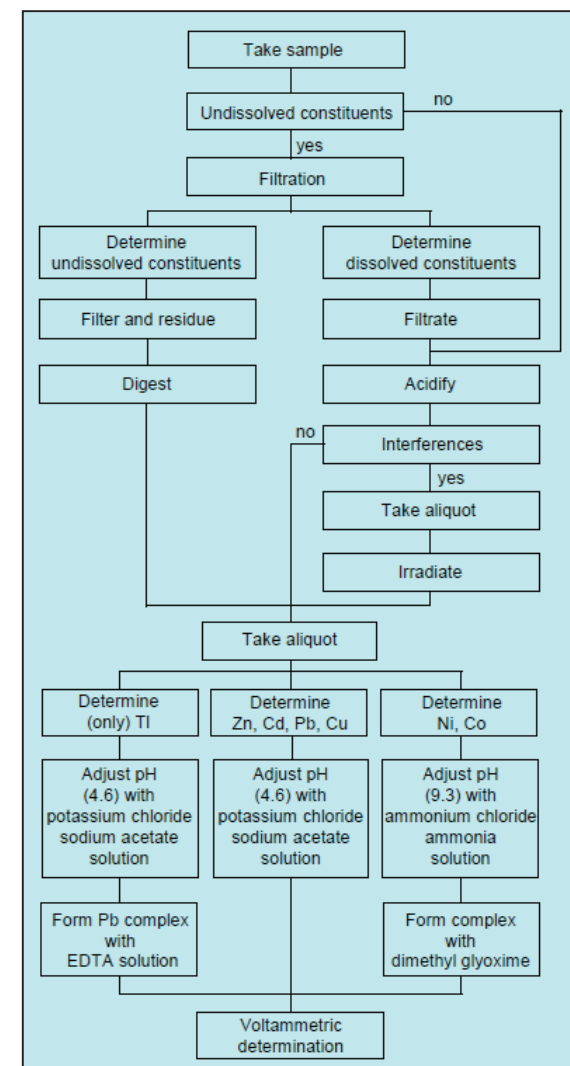 Take sample
Undissolved constituents
no
yes
Filtration
Determine
undissolved constituents
Determine
dissolved constituents
Filter and residue
Filtrate
Digest
Acidify
no
Interferences
yes
Take aliquot
Irradiate
Take aliquot
Determine
(only) Tl
Determine
Zn, Cd, Pb, Cu
Determine
Ni, Co
Adjust pH
(4.6) with
potassium chloride
sodium acetate
solution
Adjust pH
(4.6) with
potassium chloride
sodium acetate
solution
Adjust pH
(9.3) with
ammonium chloride
ammonia
solution
Form Pb complex
with
EDTA solution
Form complex
with
dimethyl glyoxime
Voltammetric
determination